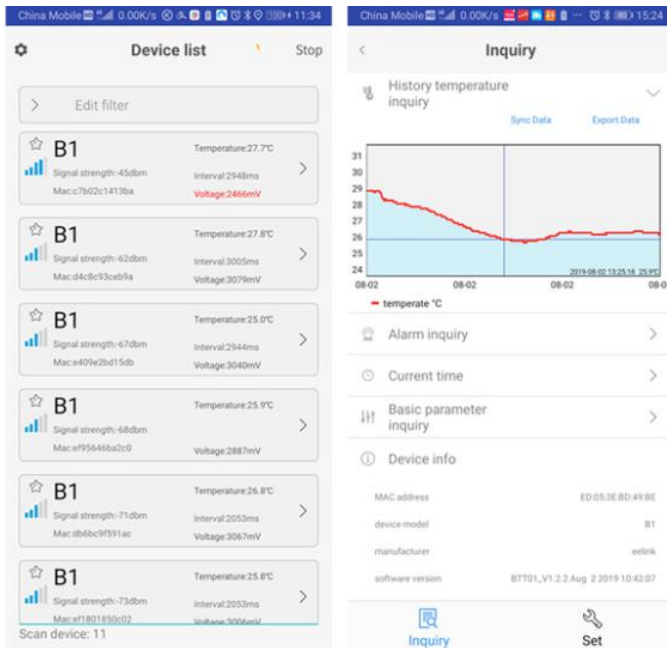 China Mobile 0.00K/s 11:34
Device list
Stop
Edit filter
B1
Temperature:27.7℃
Signal strength:-45dbm
Interval:2948ms
Mac:c7b02c1413ba
Voltage:2466mV
B1
Temperature:27.8℃
Signal strength:-62dbm
Interval:3005ms
Mac:d4c8c93ceb9a
Voltage:3079mV
B1
Temperature:25.0℃
Signal strength:-67dbm
Interval:2944ms
Mac:e409e2bd15db
Voltage:3040mV
B1
Temperature:25.9℃
Signal strength:-68dbm
Mac:ef95646ba2c0
Voltage:2887mV
B1
Temperature:26.8℃
Signal strength:-71dbm
Interval:2053ms
Mac:db6bc9f591ac
Voltage:3067mV
B1
Temperature:25.8℃
Signal strength:-73dbm
Interval:2053ms
Mac:ef1801850c02
Voltage:3006mV
Scan device: 11
China Mobile 0.00K/s 15:24
Inquiry
History temperature
inquiry
Sync Data
Export Data
31
30
29
28
27
26
25
24
2019-08-02 13:25:18 25.9℃
08-02 08-02 08-02 08-0
temperate °C
Alarm inquiry
Current time
Basic parameter
inquiry
Device info
MAC address
ED:05:3E:BD:49:BE
device model
B1
manufacturer
eelink
software version
BTT01_V1.2.2 Aug 2 2019 10:42:07
Inquiry
Set